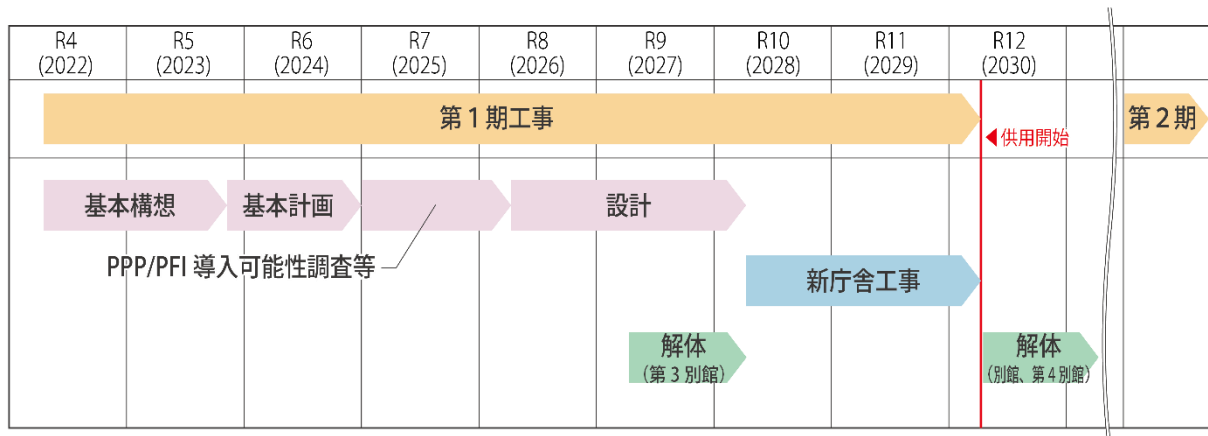 R4 R5 R6 R7 R8 R9 R10 R11 R12
(2022) (2023) (2024) (2025) (2026) (2027) (2028) (2029) (2030)
第1期工事 第2期
供用開始
基本構想 基本計画 設計
PPP/PFI 導入可能性調査等
新庁舎工事
解体 解体
(第3別館) (別館、第4別館)